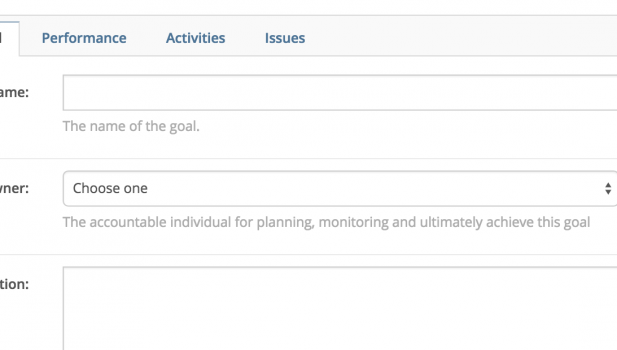 Performance Activities Issues
ame:
The name of the goal.
ner:
Choose one
The accountable individual for planning, monitoring and ultimately achieve this goal
tion: